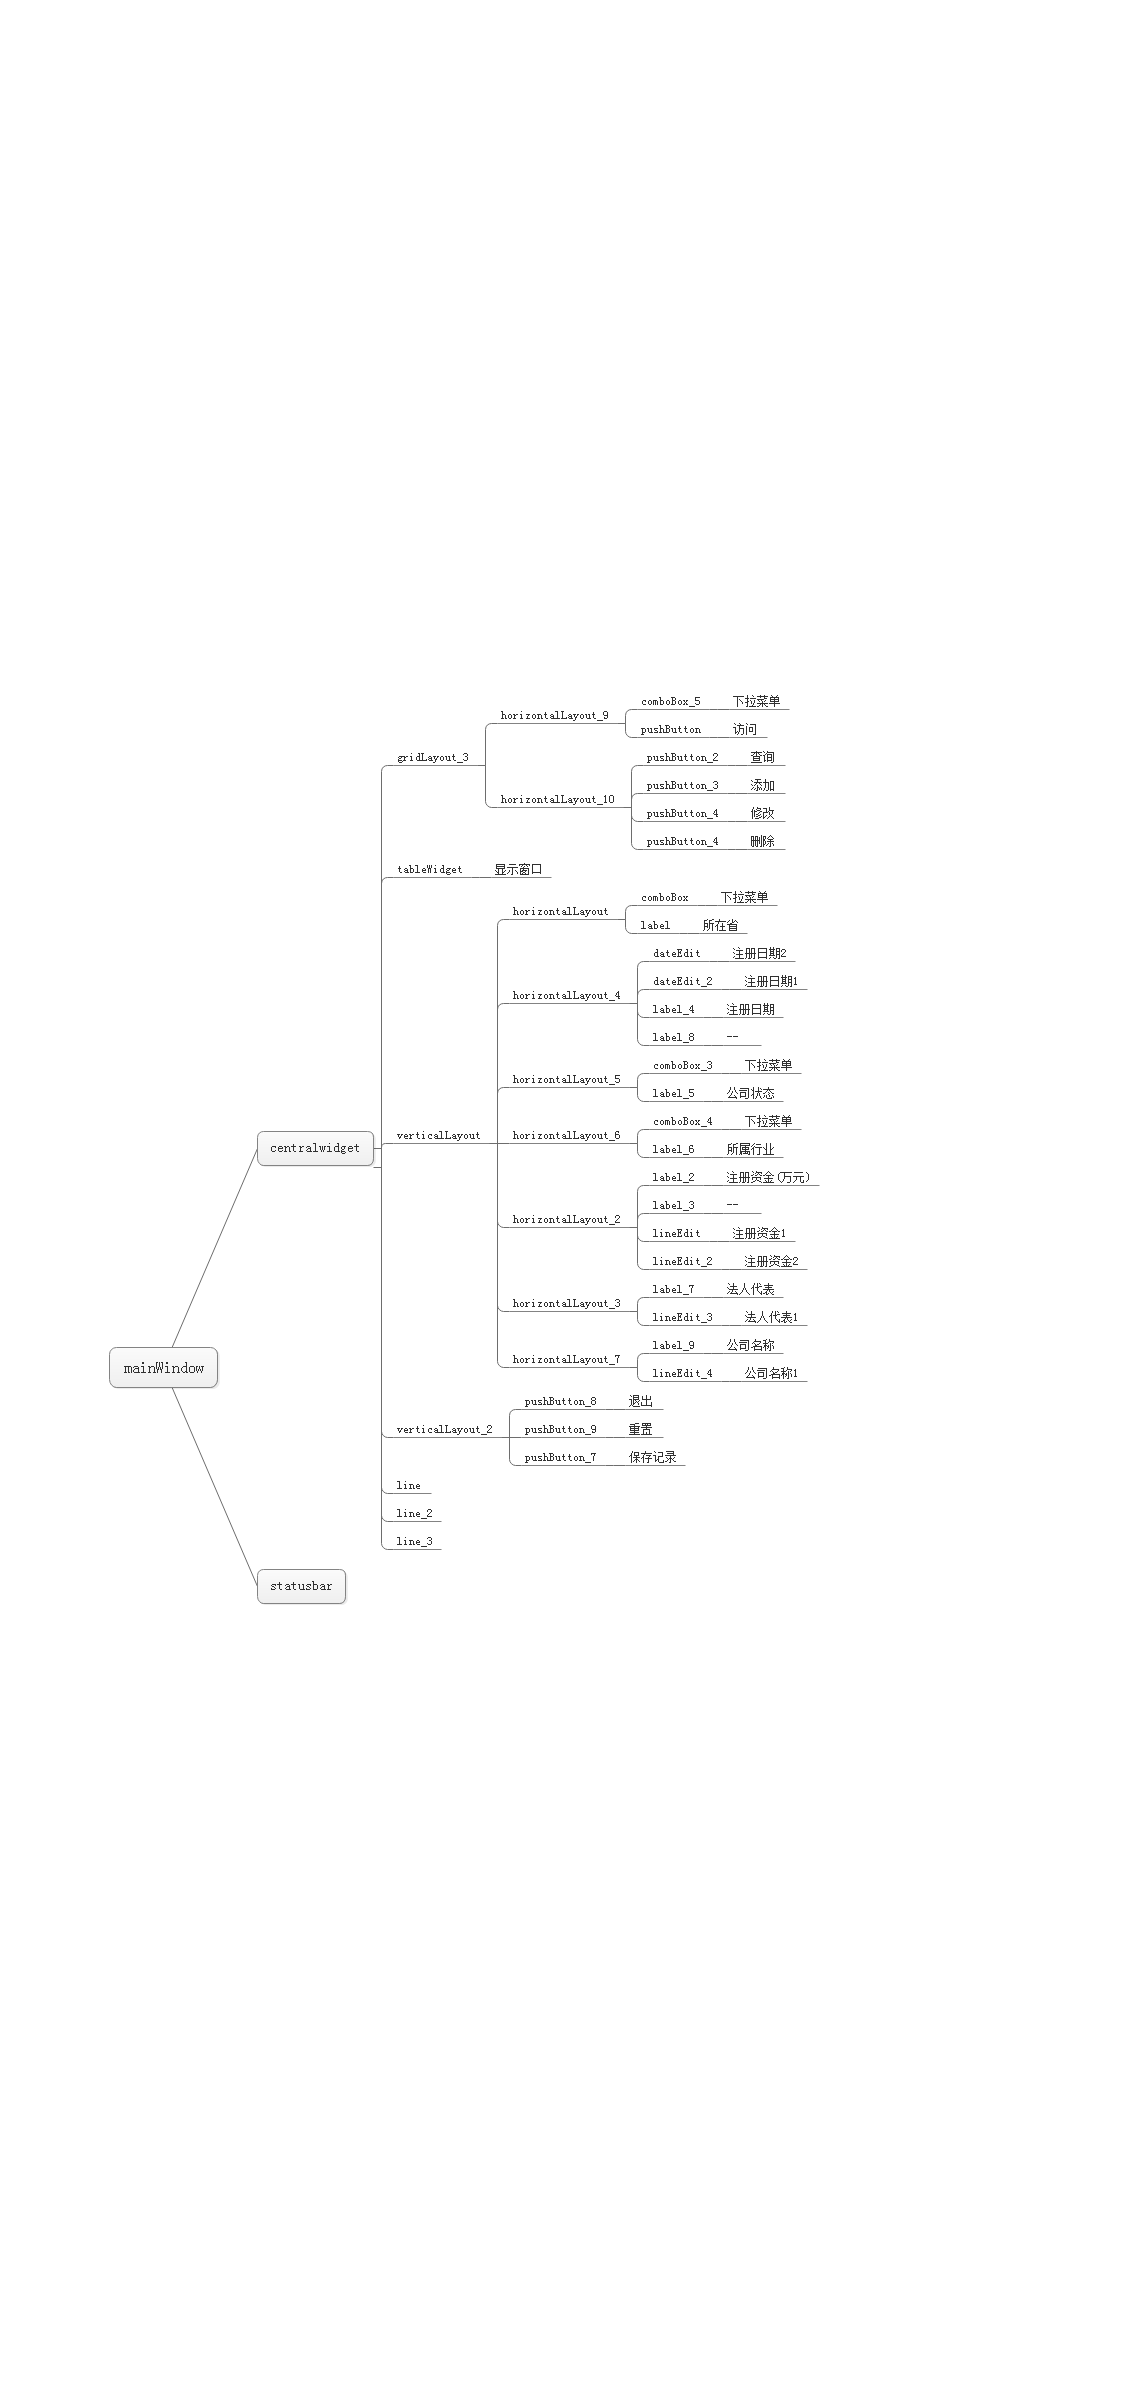 comboBox_5 下拉菜单
horizontalLayout_9
pushButton 访问
gridLayout_3
pushButton_2 查询
pushButton_3 添加
horizontalLayout_10
pushButton_4 修改
pushButton_4 删除
tableWidget 显示窗口
comboBox 下拉菜单
horizontalLayout
label 所在省
dateEdit 注册日期2
dateEdit_2 注册日期1
horizontalLayout_4
label_4 注册日期
label_8 --
comboBox_3 下拉菜单
horizontalLayout_5
label_5 公司状态
comboBox_4 下拉菜单
centralwidget
verticalLayout
horizontalLayout_6
label_6 所属行业
label_2 注册资金(万元)
label_3 --
horizontalLayout_2
lineEdit 注册资金1
lineEdit_2 注册资金2
label_7 法人代表
horizontalLayout_3
lineEdit_3 法人代表1
label_9 公司名称
horizontalLayout_7
mainWindow
lineEdit_4 公司名称1
pushButton_8 退出
verticalLayout_2
pushButton_9 重置
pushButton_7 保存记录
line
line_2
line_3
statusbar